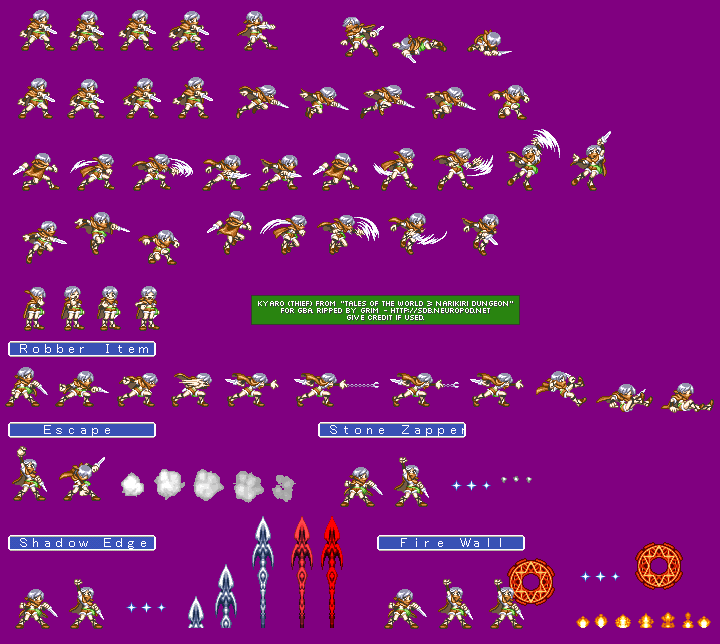 KYARO (THIEF) FROM "TALES OF THE WORLD 3: NARIKIRI DUNGEON"
FOR GBA RIPPED BY GRIM - HTTP://SDB.NEUROPOD.NET
GIVE CREDIT IF USED.
Robber Item
Escape
Stone Zapper
Shadow Edge
Fire Wall